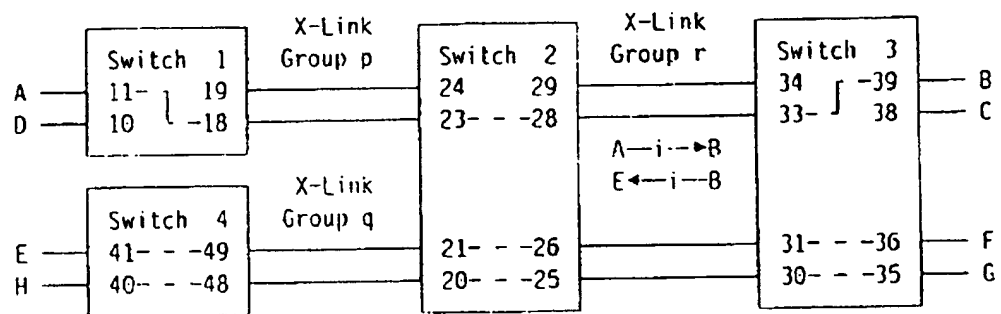 X-Link X-Link
Group p Group r
Switch 1 Switch 2 Switch 3
A 11- 19 24 29 34 -39 B
D 10 -18 23- - -28 33- 38 C
A—i-→B
X-Link E←—i—B
Group q
Switch 4
E 41- - -49 21- - -26 31- - -36 F
H 40- - -48 20- - -25 30- - -35 G